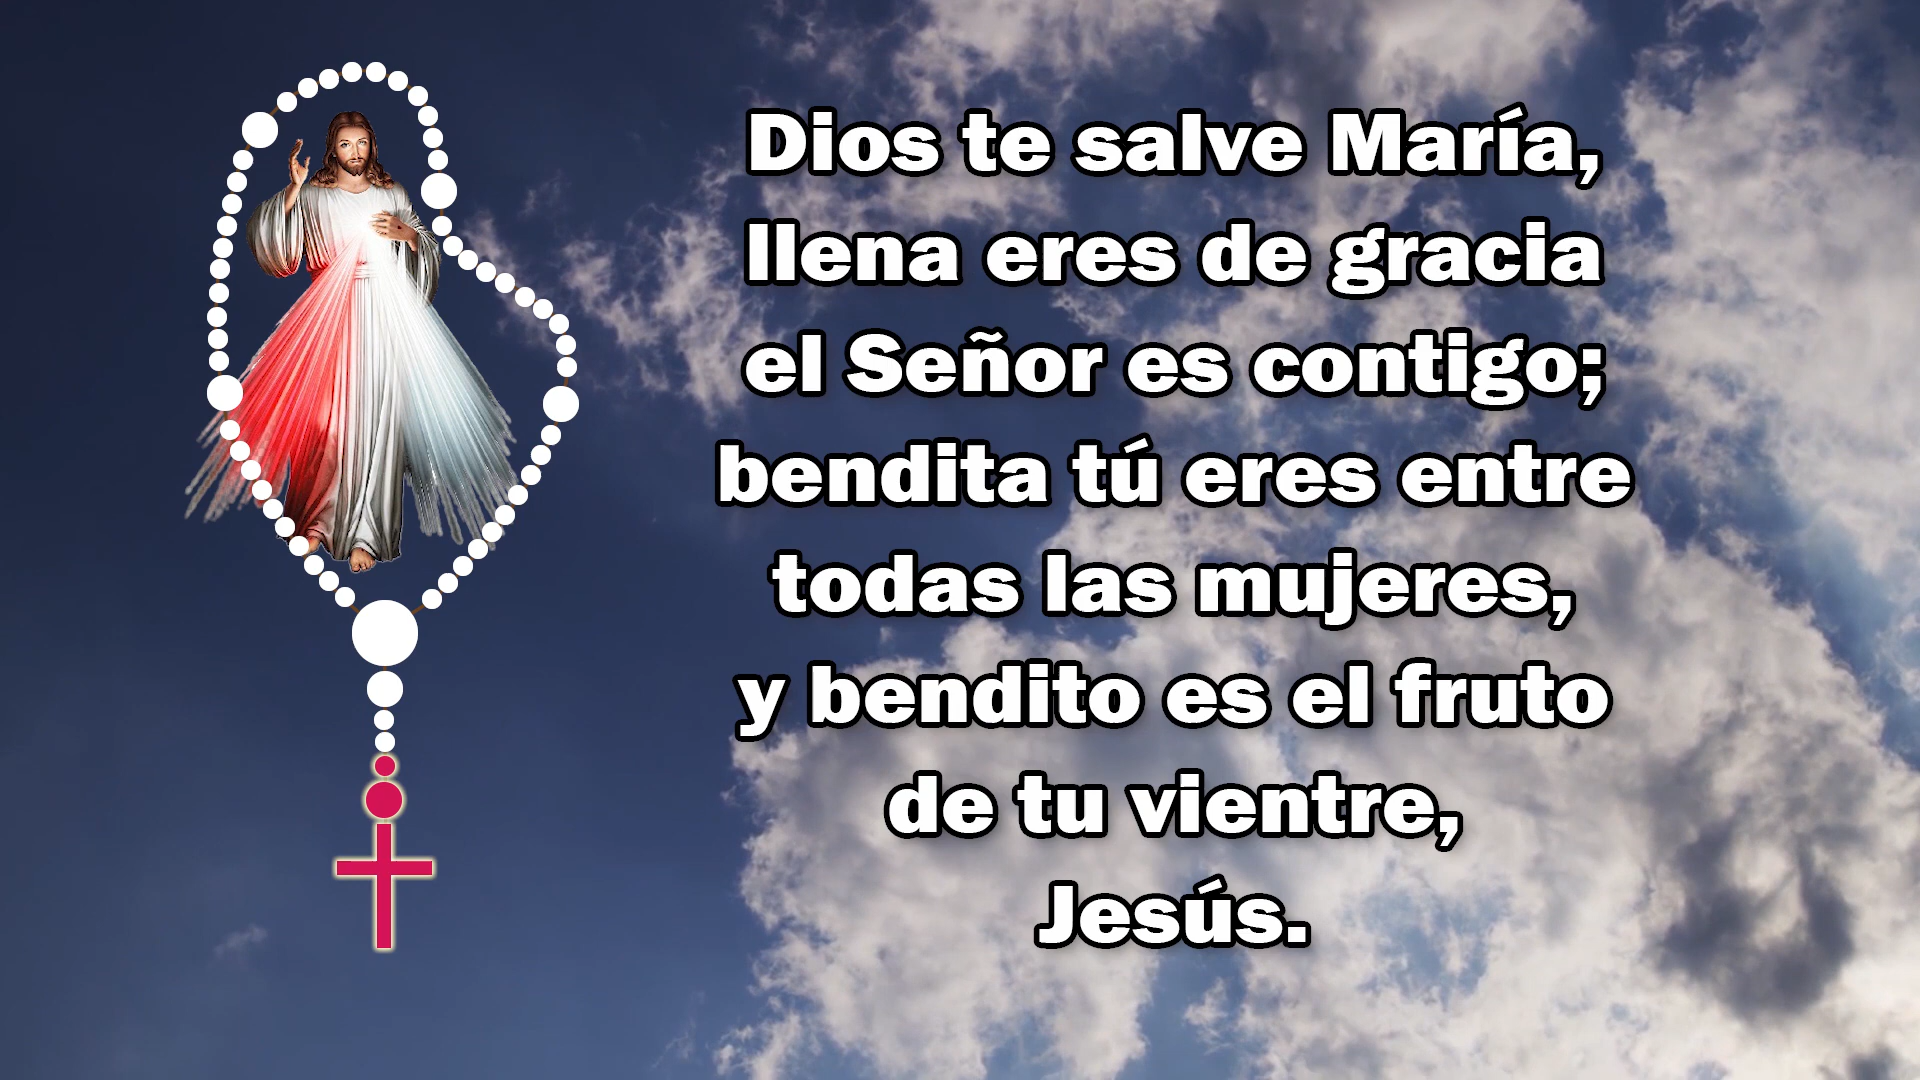 Dios te salve María,
llena eres de gracia
el Señor es contigo;
bendita tú eres entre
todas las mujeres,
y bendito es el fruto
de tu vientre,
Jesús.